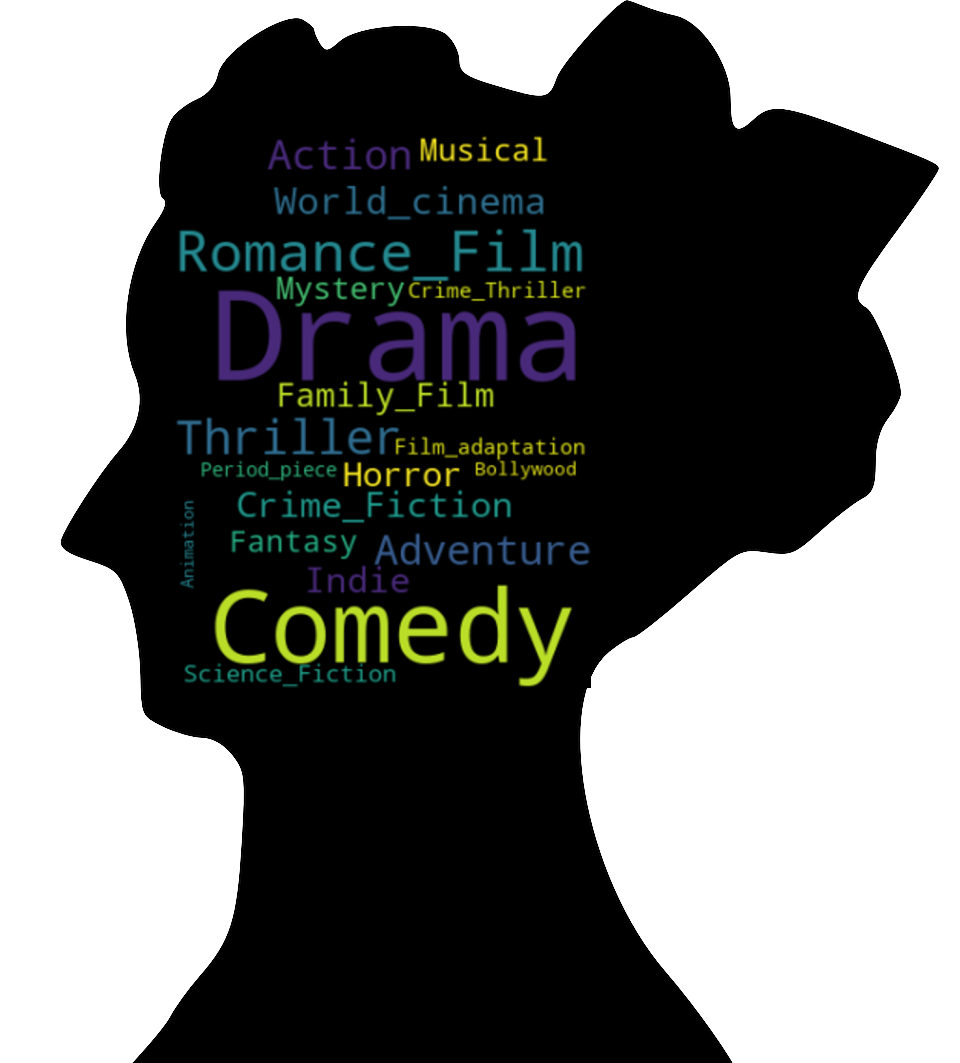 Action Musical
World_cinema
Romance_Film
Mystery Crime_Thriller
Drama
Family_Film
Thriller Film_adaptation
Period_piece Horror Bollywood
Crime_Fiction
Animation
Fantasy Adventure
Indie
Comedy
Science_Fiction